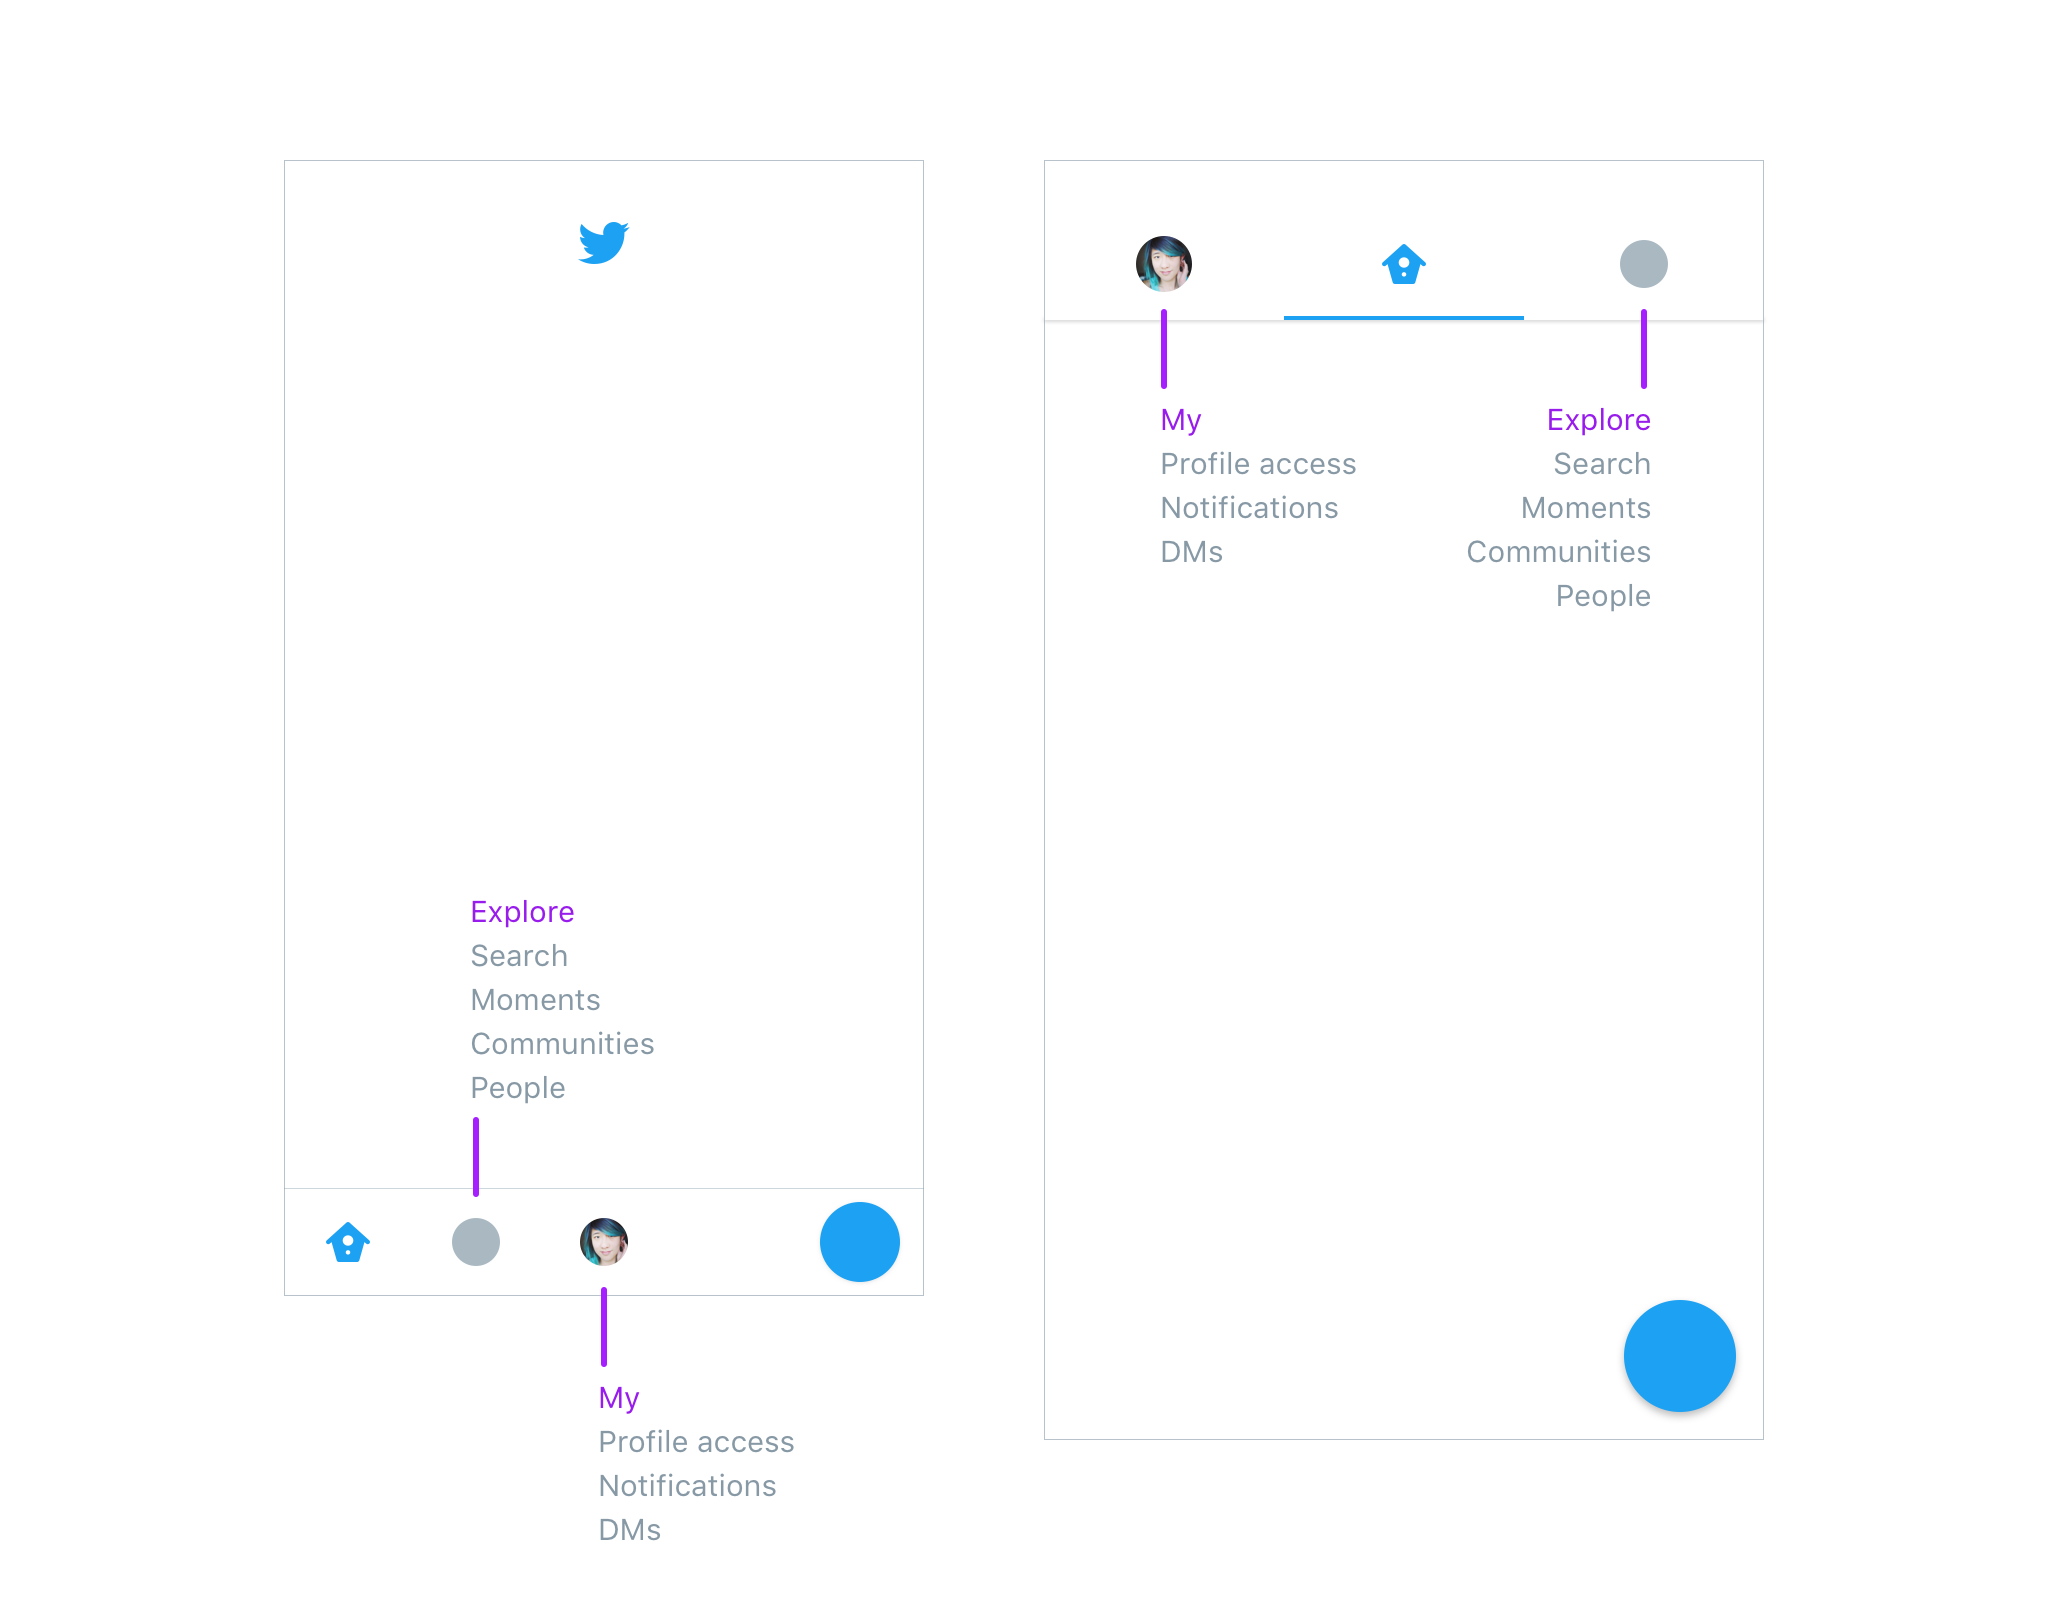 Explore
Search
Moments
Communities
People
My
Profile access
Notifications
DMs
My
Profile access
Notifications
DMs
Explore
Search
Moments
Communities
People